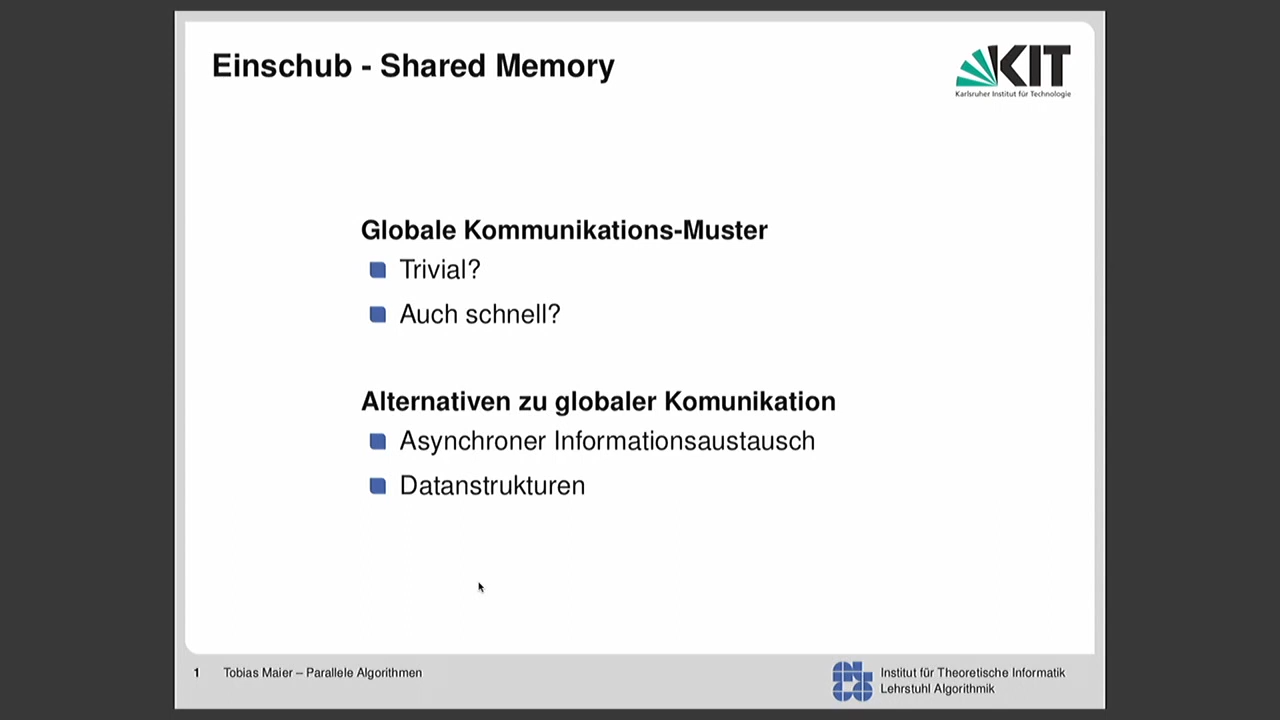 Einschub - Shared Memory
KIT
Karlsruher Institut für Technologie
Globale Kommunikations-Muster
Trivial?
Auch schnell?
Alternativen zu globaler Komunikation
Asynchroner Informationsaustausch
Datanstrukturen
1 Tobias Maier – Parallele Algorithmen
Institut für Theoretische Informatik
Lehrstuhl Algorithmik